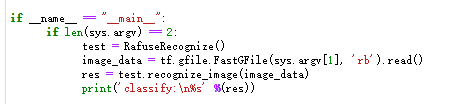 if __name__ == "__main__":
    if len(sys.argv) == 2:
        test = RafuseRecognize()
        image_data = tf.gfile.FastGFile(sys.argv[1], 'rb').read()
        res = test.recognize_image(image_data)
        print('classify:\n%s' %(res))